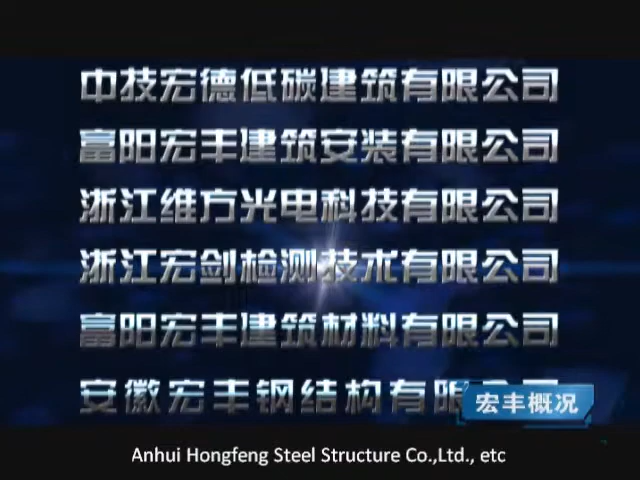 中技宏德低碳建筑有限公司
富阳宏丰建筑安装有限公司
浙江维方光电科技有限公司
浙江宏剑检测技术有限公司
富阳宏丰建筑材料有限公司
安徽宏丰钢结构有限公司
宏丰概况
Anhui Hongfeng Steel Structure Co.,Ltd., etc